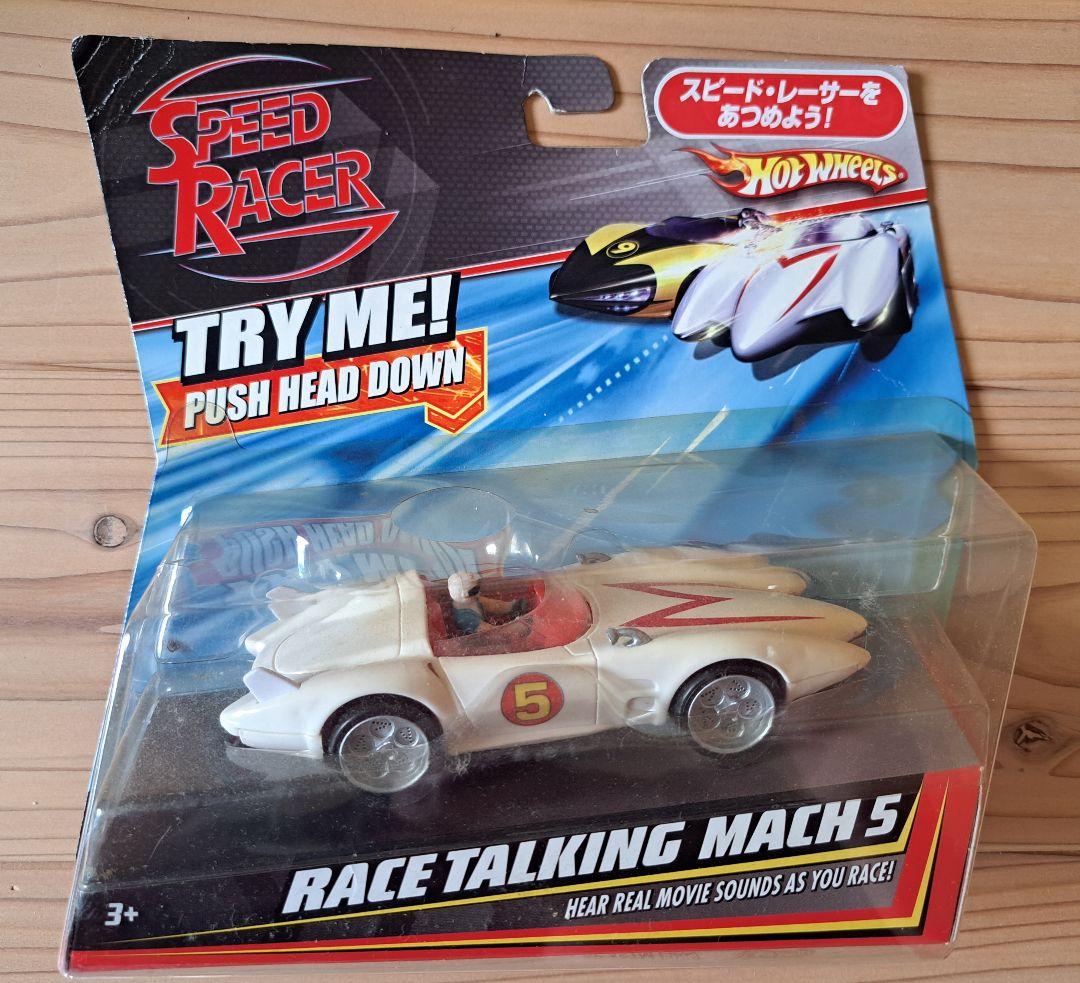 SPEED
RACER
スピード・レーサーを
あつめよう!
HOT WHEELS®
9
TRY ME!
PUSH HEAD DOWN
5
RACE TALKING MACH 5
HEAR REAL MOVIE SOUNDS AS YOU RACE!
3+